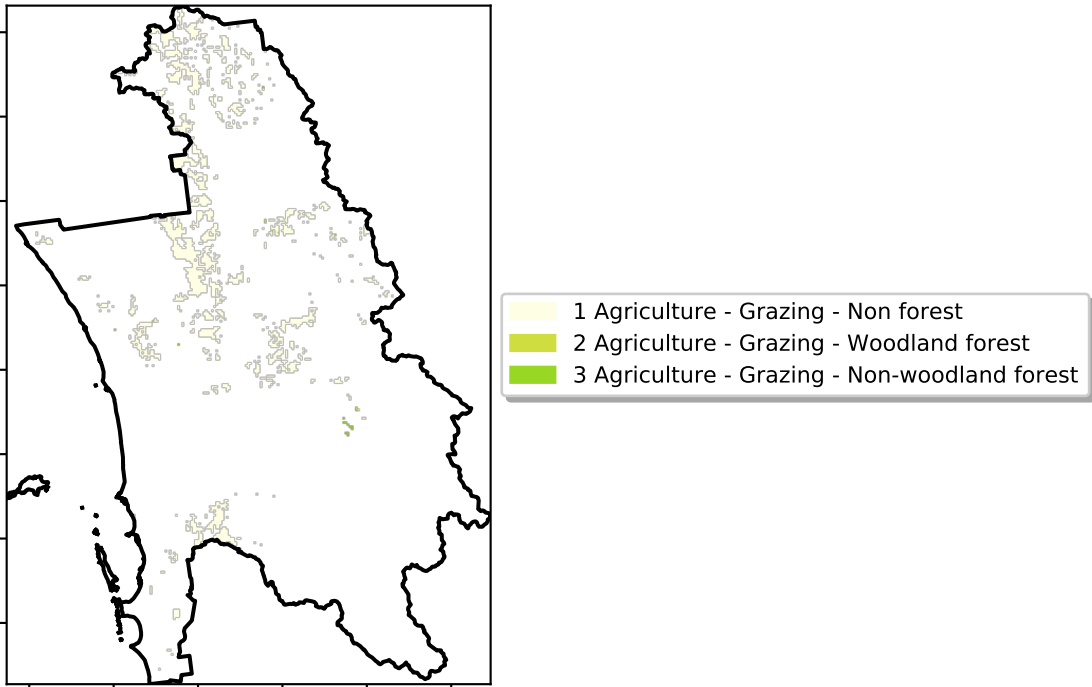 1 Agriculture - Grazing - Non forest
2 Agriculture - Grazing - Woodland forest
3 Agriculture - Grazing - Non-woodland forest